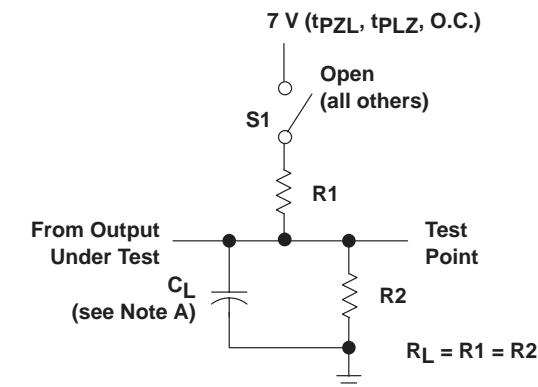 7 V (tPZL, tPLZ, O.C.)
Open
(all others)
S1
R1
From Output
Under Test
Test
Point
CL
(see Note A)
R2
RL = R1 = R2